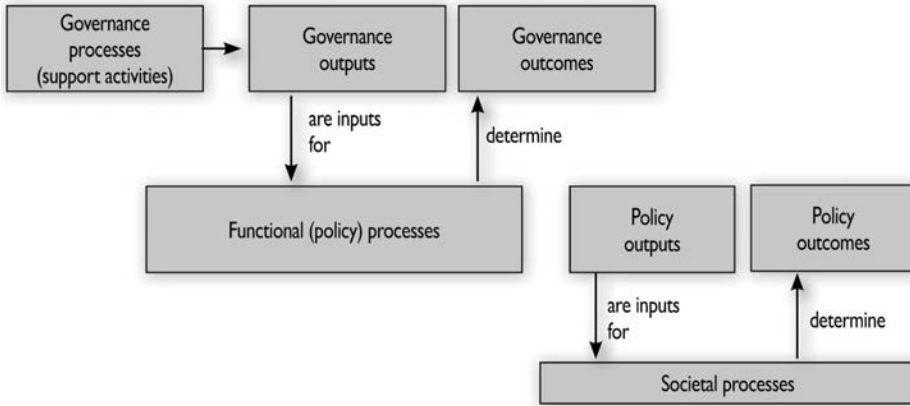 Governance
processes
(support activities)
Governance
outputs
Governance
outcomes
are inputs
for
determine
Functional (policy) processes
Policy
outputs
Policy
outcomes
are inputs
for
determine
Societal processes